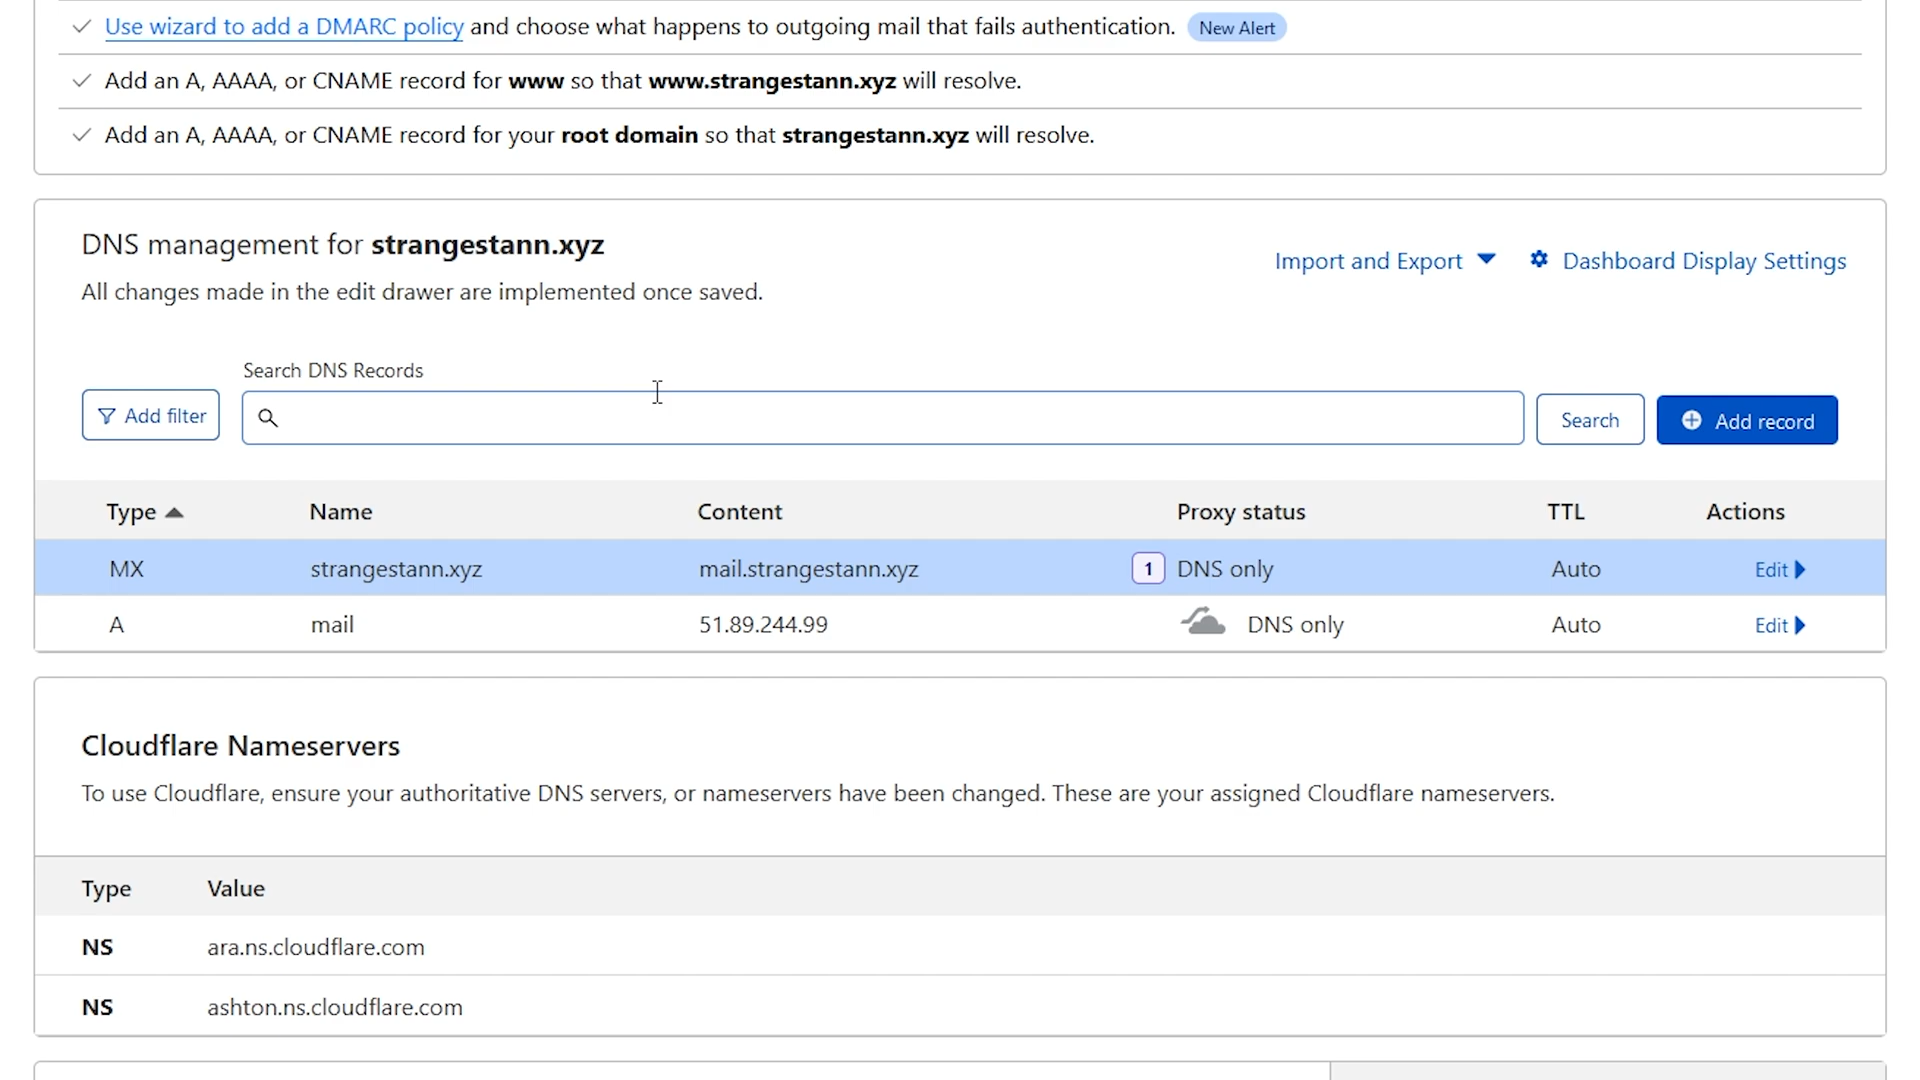 Use wizard to add a DMARC policy and choose what happens to outgoing mail that fails authentication. New Alert
Add an A, AAAA, or CNAME record for www so that www.strangestann.xyz will resolve.
Add an A, AAAA, or CNAME record for your root domain so that strangestann.xyz will resolve.
DNS management for strangestann.xyz
Import and Export Dashboard Display Settings
All changes made in the edit drawer are implemented once saved.
Search DNS Records
Add filter Search Add record
Type Name Content Proxy status TTL Actions
MX strangestann.xyz mail.strangestann.xyz 1 DNS only Auto Edit
A mail 51.89.244.99 DNS only Auto Edit
Cloudflare Nameservers
To use Cloudflare, ensure your authoritative DNS servers, or nameservers have been changed. These are your assigned Cloudflare nameservers.
Type Value
NS ara.ns.cloudflare.com
NS ashton.ns.cloudflare.com